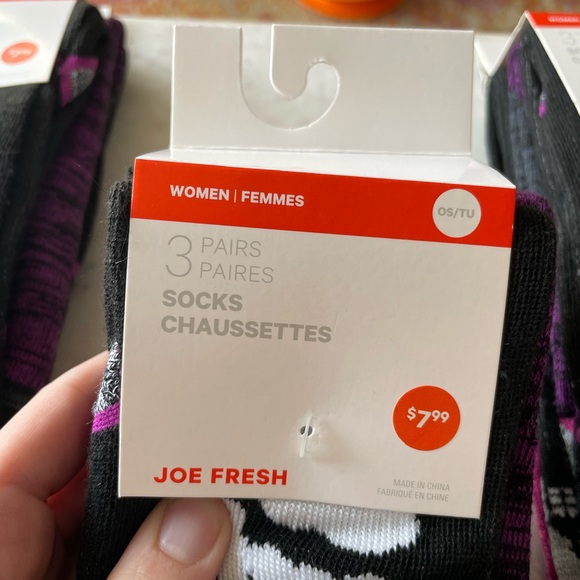 WOMEN | FEMMES
OS/TU
3 PAIRS
PAIRES
SOCKS
CHAUSSETTES
$7.99
JOE FRESH
MADE IN CHINA
FABRIQUÉ EN CHINE